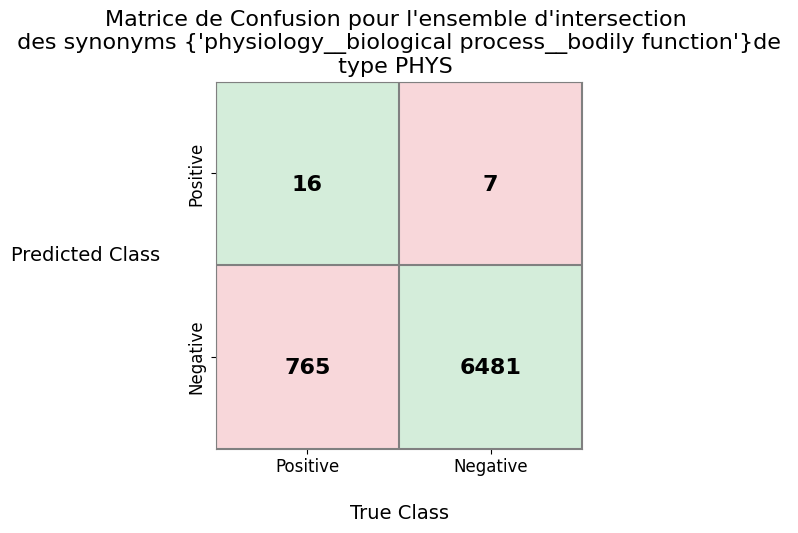 Matrice de Confusion pour l'ensemble d'intersection
des synonyms {'physiology__biological process__bodily function'}de
type PHYS
Positive
16
7
Predicted Class
Negative
765
6481
Positive
Negative
True Class